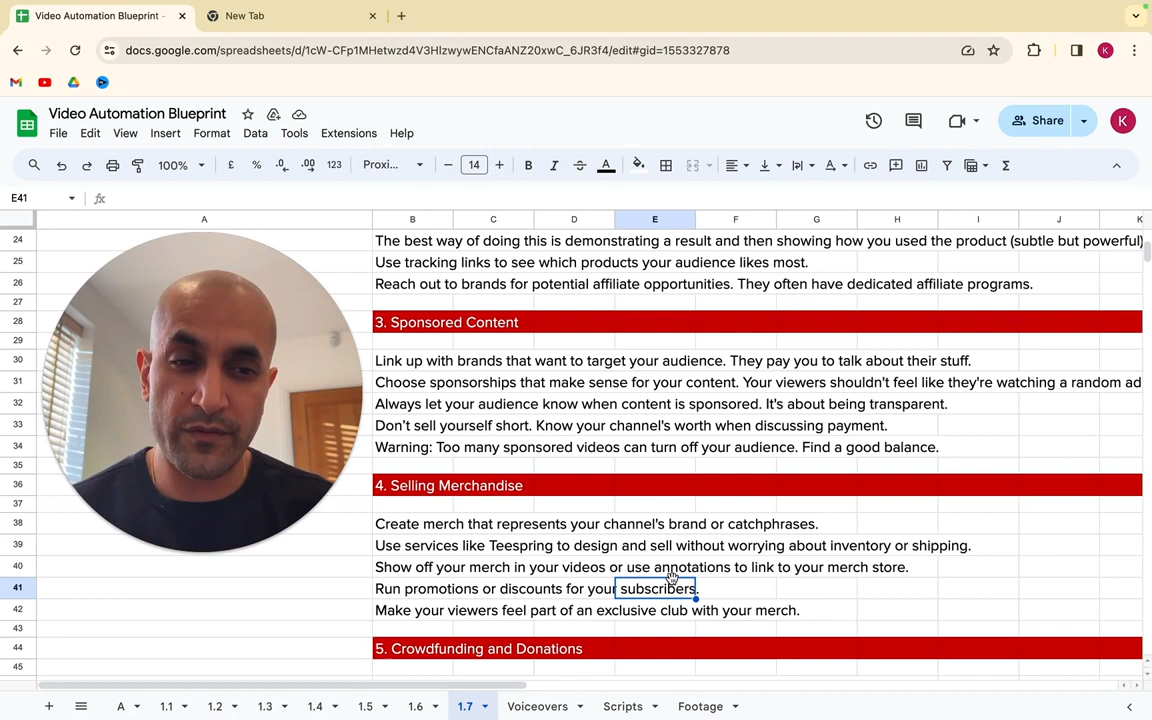 Video Automation Blueprint -
New Tab
docs.google.com/spreadsheets/d/1cW-CFp1MHetwzd4V3HIzwywENCfaANZ20xwC_6JR3f4/edit#gid=1553327878
K
Video Automation Blueprint
File Edit View Insert Format Data Tools Extensions Help
Share
K
100% £ % .0 .00 123 Proxi... 14 B I A
E41
A B C D E F G H I J K
24 The best way of doing this is demonstrating a result and then showing how you used the product (subtle but powerful)
25 Use tracking links to see which products your audience likes most.
26 Reach out to brands for potential affiliate opportunities. They often have dedicated affiliate programs.
27
28 3. Sponsored Content
29
30 Link up with brands that want to target your audience. They pay you to talk about their stuff.
31 Choose sponsorships that make sense for your content. Your viewers shouldn't feel like they're watching a random ad
32 Always let your audience know when content is sponsored. It's about being transparent.
33 Don't sell yourself short. Know your channel's worth when discussing payment.
34 Warning: Too many sponsored videos can turn off your audience. Find a good balance.
35
36 4. Selling Merchandise
37
38 Create merch that represents your channel's brand or catchphrases.
39 Use services like Teespring to design and sell without worrying about inventory or shipping.
40 Show off your merch in your videos or use annotations to link to your merch store.
41 Run promotions or discounts for your subscribers.
42 Make your viewers feel part of an exclusive club with your merch.
43
44 5. Crowdfunding and Donations
45
A 1.1 1.2 1.3 1.4 1.5 1.6 1.7 Voiceovers Scripts Footage